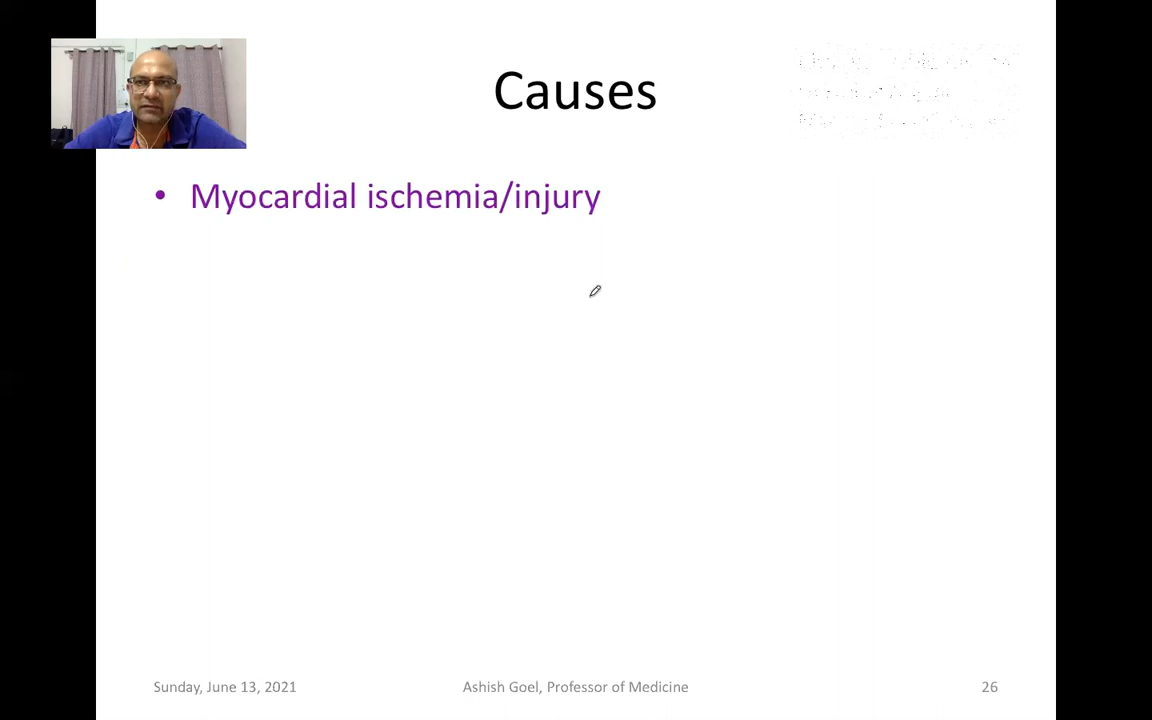 Causes
• Myocardial ischemia/injury
Sunday, June 13, 2021
Ashish Goel, Professor of Medicine
26